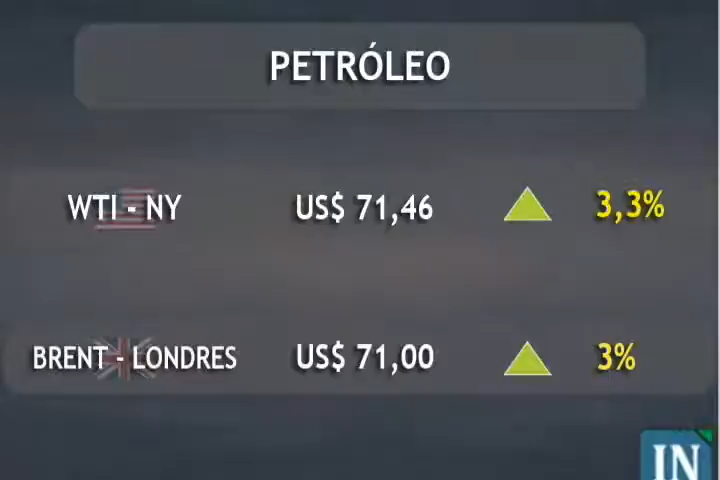 PETRÓLEO
WTI - NY US$ 71,46 3,3%
BRENT - LONDRES US$ 71,00 3%
IN